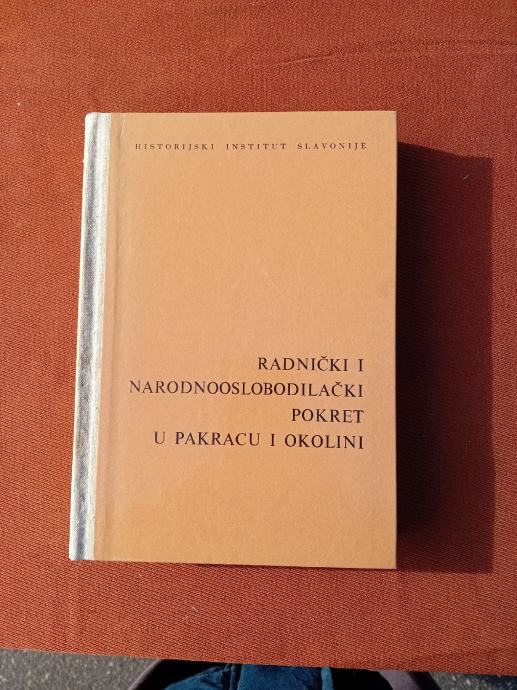 HISTORIJSKI INSTITUT SLAVONIJE
RADNIČKI I
NARODNOOSLOBODILAČKI
POKRET
U PAKRACU I OKOLINI